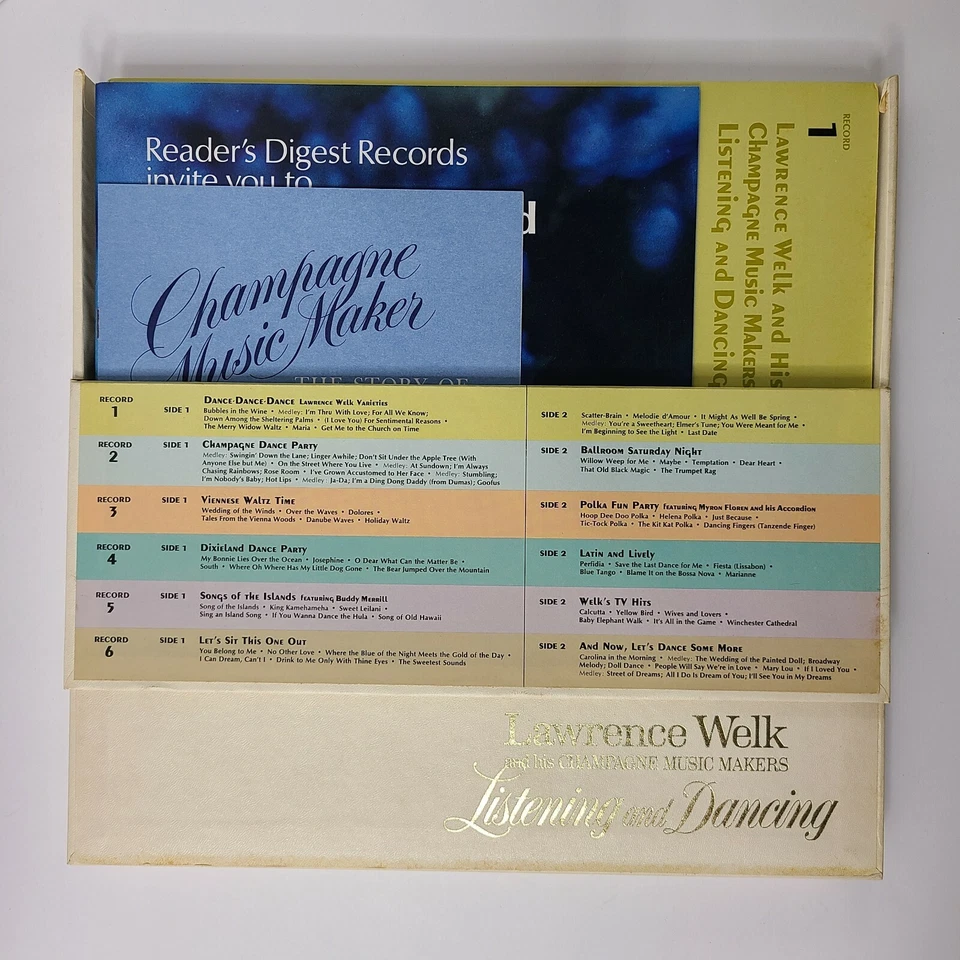 Reader's Digest Records
invite you to
d
Champagne
Music Maker
THE STORY OF
RECORD
1
Lawrence Welk and His
Champagne Music Makers
Listening and Dancing
RECORD
1
SIDE 1
Dance·Dance·Dance Lawrence Welk Varieties
Bubbles in the Wine • Medley: I'm Thru With Love; For All We Know;
Down Among the Sheltering Palms • (I Love You) For Sentimental Reasons •
The Merry Widow Waltz • Maria • Get Me to the Church on Time
SIDE 2
Scatter-Brain • Melodie d'Amour • It Might As Well Be Spring •
Medley: You're a Sweetheart; Elmer's Tune; You Were Meant for Me •
I'm Beginning to See the Light • Last Date
RECORD
2
SIDE 1
Champagne Dance Party
Medley: Swingin' Down the Lane; Linger Awhile; Don't Sit Under the Apple Tree (With
Anyone Else but Me) • On the Street Where You Live • Medley: At Sundown; I'm Always
Chasing Rainbows; Rose Room • I've Grown Accustomed to Her Face • Medley: Stumbling;
I'm Nobody's Baby; Hot Lips • Medley: Ja-Da; I'm a Ding Dong Daddy (from Dumas); Goofus
SIDE 2
Ballroom Saturday Night
Willow Weep for Me • Maybe • Temptation • Dear Heart •
That Old Black Magic • The Trumpet Rag
RECORD
3
SIDE 1
Viennese Waltz Time
Wedding of the Winds • Over the Waves • Dolores •
Tales From the Vienna Woods • Danube Waves • Holiday Waltz
SIDE 2
Polka Fun Party featuring Myron Floren and his Accordion
Hoop Dee Doo Polka • Helena Polka • Just Because •
Tic-Tock Polka • The Kit Kat Polka • Dancing Fingers (Tanzende Finger)
RECORD
4
SIDE 1
Dixieland Dance Party
My Bonnie Lies Over the Ocean • Josephine • O Dear What Can the Matter Be •
South • Where Oh Where Has My Little Dog Gone • The Bear Jumped Over the Mountain
SIDE 2
Latin and Lively
Perfidia • Save the Last Dance for Me • Fiesta (Lissabon) •
Blue Tango • Blame It on the Bossa Nova • Marianne
RECORD
5
SIDE 1
Songs of the Islands featuring Buddy Merrill
Song of the Islands • King Kamehameha • Sweet Leilani •
Sing an Island Song • If You Wanna Dance the Hula • Song of Old Hawaii
SIDE 2
Welk's TV Hits
Calcutta • Yellow Bird • Wives and Lovers •
Baby Elephant Walk • It's All in the Game • Winchester Cathedral
RECORD
6
SIDE 1
Let's Sit This One Out
You Belong to Me • No Other Love • Where the Blue of the Night Meets the Gold of the Day •
I Can Dream, Can't I • Drink to Me Only With Thine Eyes • The Sweetest Sounds
SIDE 2
And Now, Let's Dance Some More
Carolina in the Morning • Medley: The Wedding of the Painted Doll; Broadway
Melody; Doll Dance • People Will Say We're in Love • Mary Lou • If I Loved You •
Medley: Street of Dreams; All I Do Is Dream of You; I'll See You in My Dreams
Lawrence Welk
and his CHAMPAGNE MUSIC MAKERS
Listening and Dancing